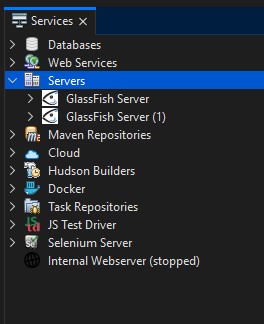 Services
Databases
Web Services
Servers
GlassFish Server
GlassFish Server (1)
Maven Repositories
Cloud
Hudson Builders
Docker
Task Repositories
JS Test Driver
Selenium Server
Internal Webserver (stopped)